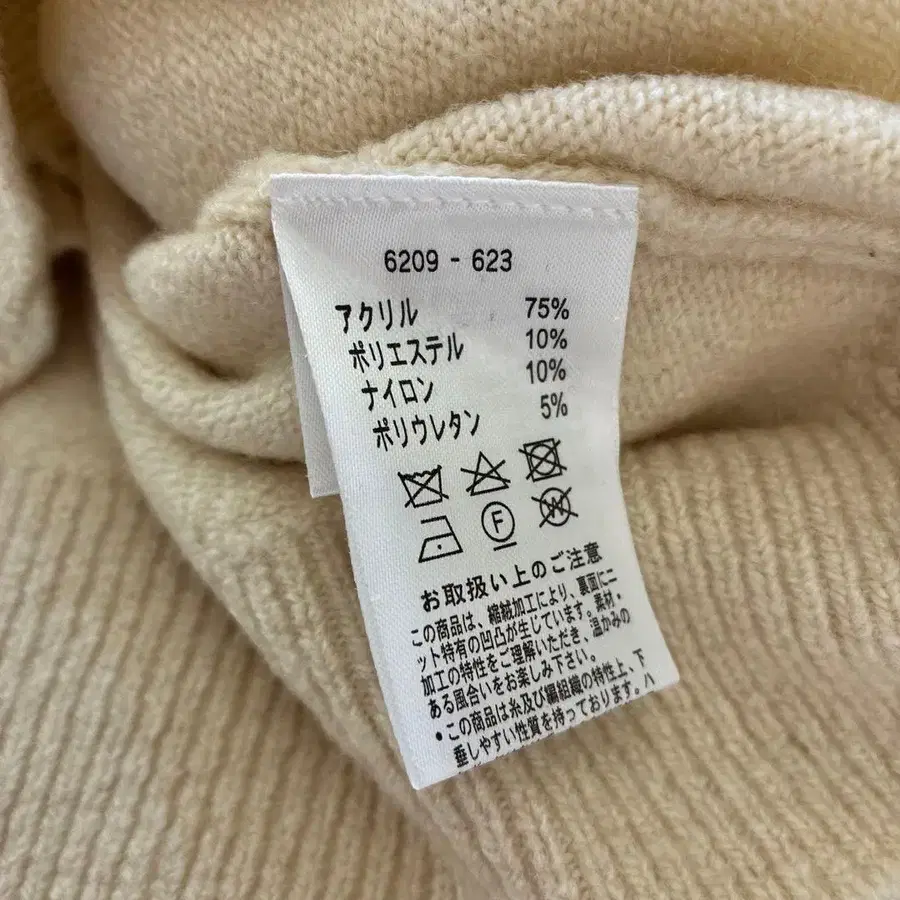 6209 - 623
アクリル 75%
ポリエステル 10%
ナイロン 10%
ポリウレタン 5%
F
W
お取扱い上のご注意
この商品は、縮絨加工により、裏面にニ
ット特有の凹凸が生じています。素材・
加工の特性をご理解いただき、温かみの
ある風合いをお楽しみ下さい。
・この商品は糸及び編組織の特性上、下
垂しやすい性質を持っております。ハ